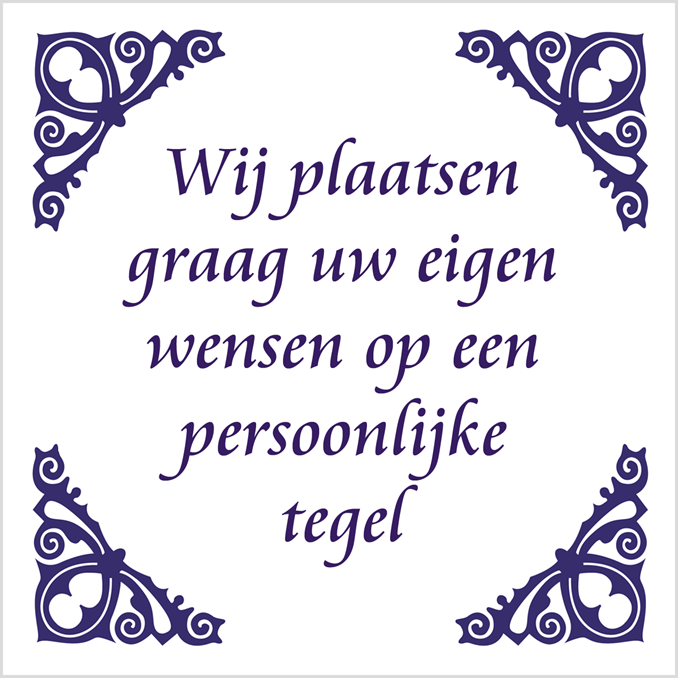 Wij plaatsen
graag uw eigen
wensen op een
persoonlijke
tegel